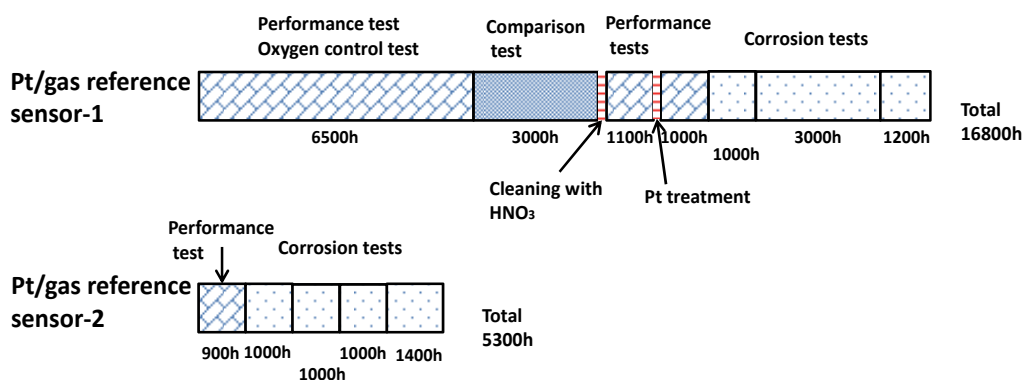 Performance test
Oxygen control test
Comparison
test
Performance
tests
Corrosion tests
Pt/gas reference
sensor-1
6500h
3000h
1100h
1000h
1000h
3000h
1200h
Total
16800h
Cleaning with
HNO₃
Pt treatment
Performance
test
Corrosion tests
Pt/gas reference
sensor-2
900h
1000h
1000h
1000h
1400h
Total
5300h